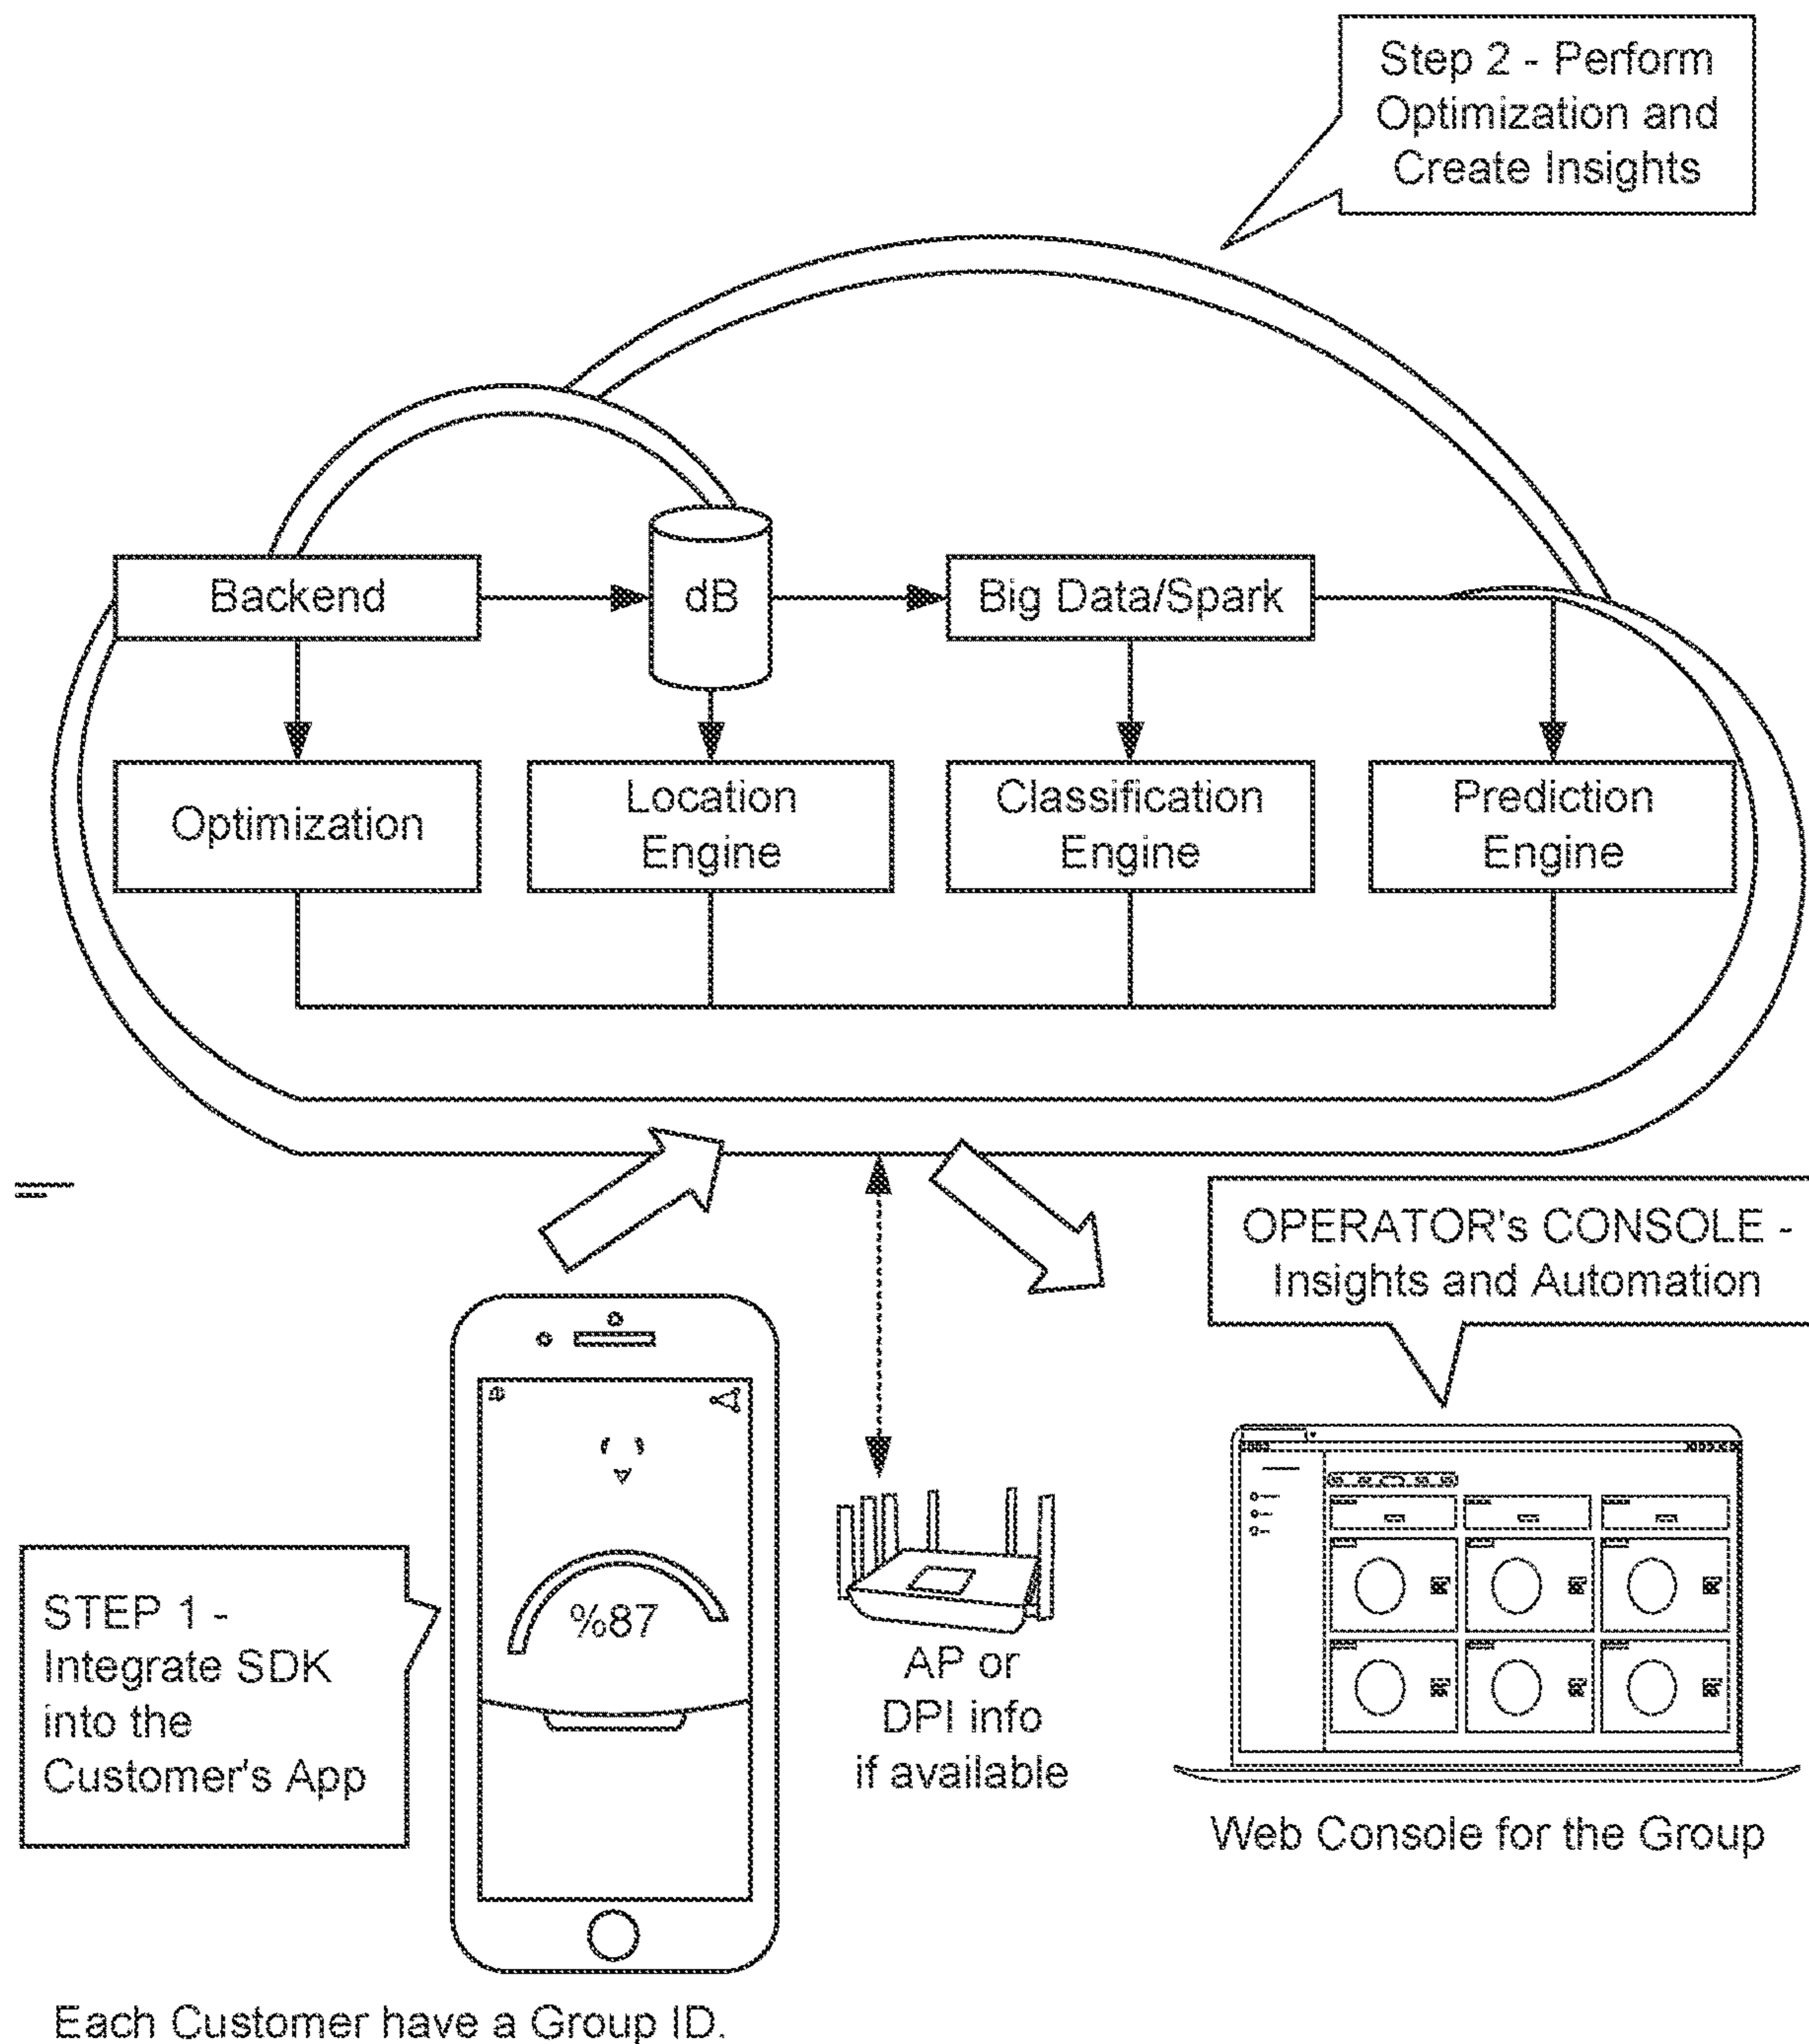 Step 2 - Perform
Optimization and
Create Insights
Backend
dB
Big Data/Spark
Optimization
Location
Engine
Classification
Engine
Prediction
Engine
OPERATOR's CONSOLE -
Insights and Automation
%87
STEP 1 -
Integrate SDK
into the
Customer's App
AP or
DPI info
if available
Web Console for the Group
Each Customer have a Group ID.